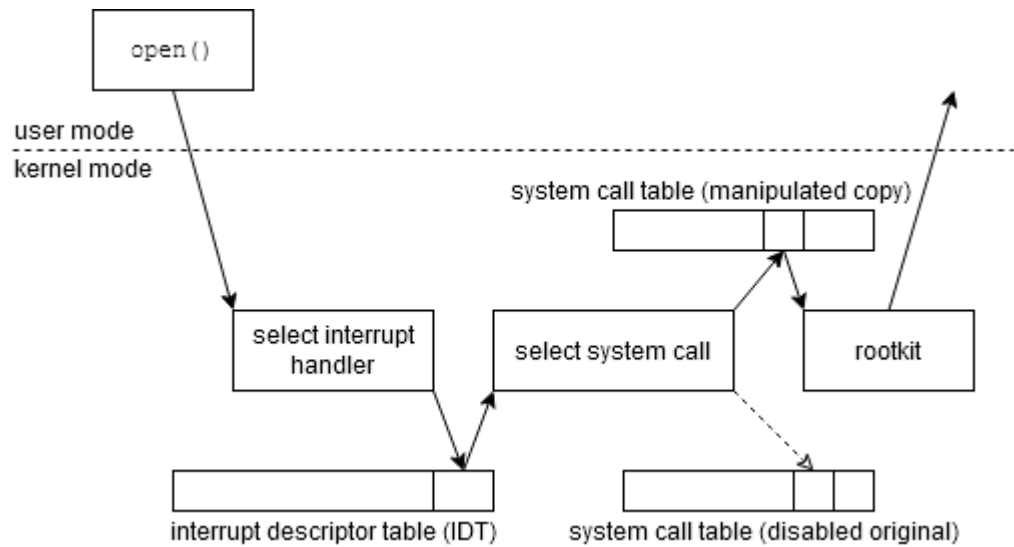 open()
user mode
kernel mode
system call table (manipulated copy)
select interrupt
handler
select system call
rootkit
interrupt descriptor table (IDT)
system call table (disabled original)